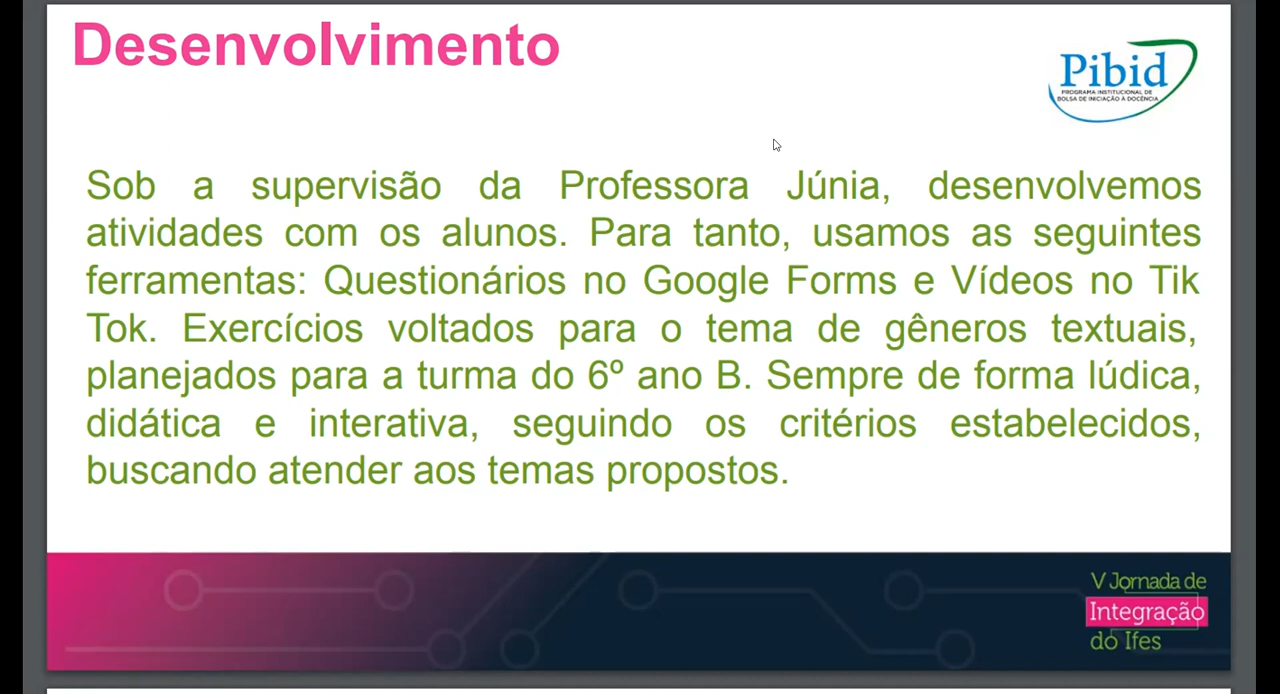 Desenvolvimento
Pibid
PROGRAMA INSTITUCIONAL DE
BOLSA DE INICIAÇÃO À DOCÊNCIA
Sob a supervisão da Professora Júnia, desenvolvemos
atividades com os alunos. Para tanto, usamos as seguintes
ferramentas: Questionários no Google Forms e Vídeos no Tik
Tok. Exercícios voltados para o tema de gêneros textuais,
planejados para a turma do 6º ano B. Sempre de forma lúdica,
didática e interativa, seguindo os critérios estabelecidos,
buscando atender aos temas propostos.
V Jornada de
Integração
do Ifes